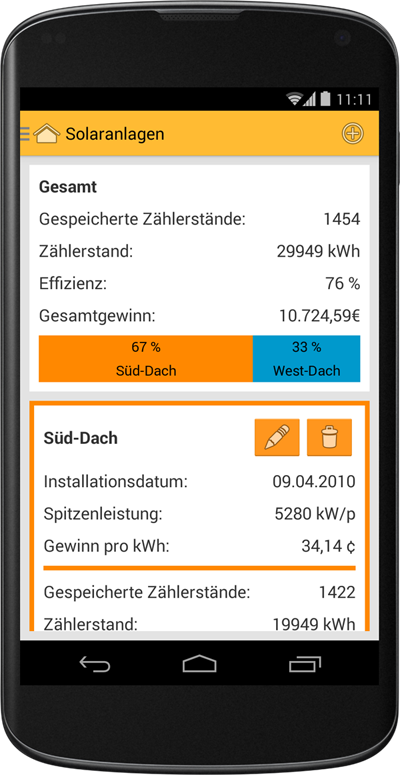 11:11
Solaranlagen
Gesamt
Gespeicherte Zählerstände: 1454
Zählerstand: 29949 kWh
Effizienz: 76 %
Gesamtgewinn: 10.724,59€
67 % 33 %
Süd-Dach West-Dach
Süd-Dach
Installationsdatum: 09.04.2010
Spitzenleistung: 5280 kW/p
Gewinn pro kWh: 34,14 ¢
Gespeicherte Zählerstände: 1422
Zählerstand: 19949 kWh